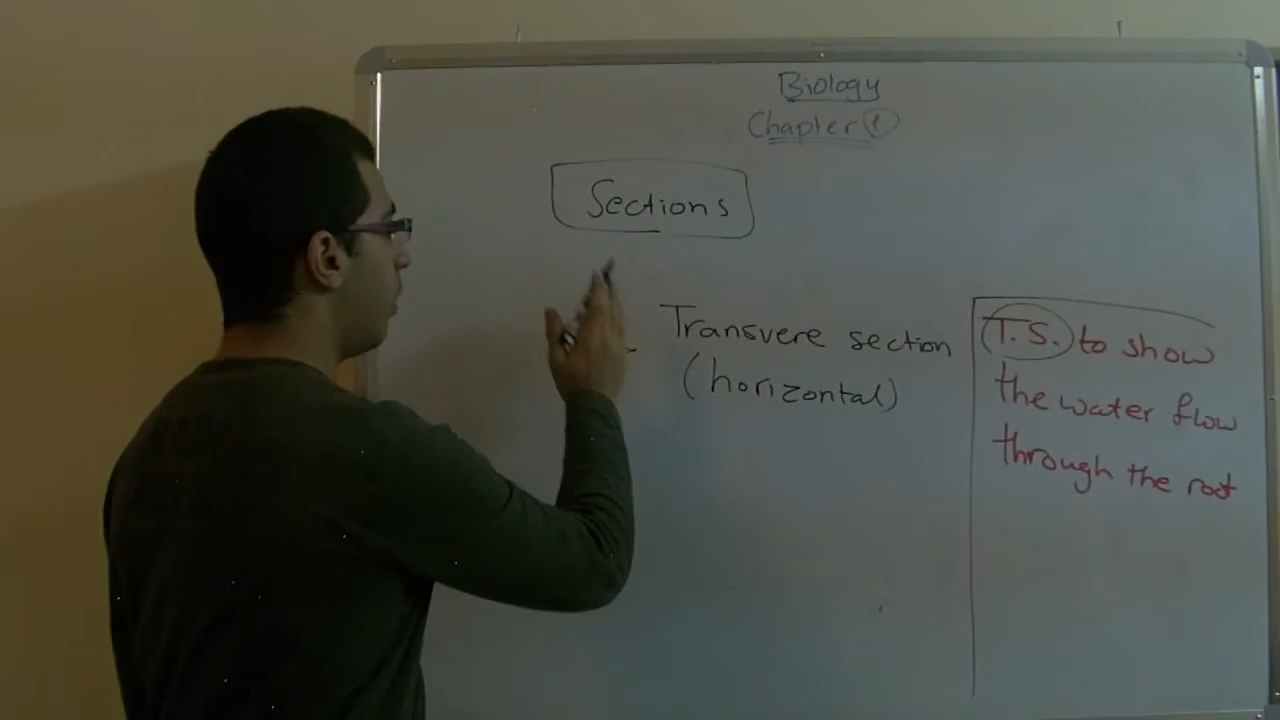 Biology
Chapter 1
Sections
Transvere section
(horizontal)
T.S. to show
the water flow
through the root